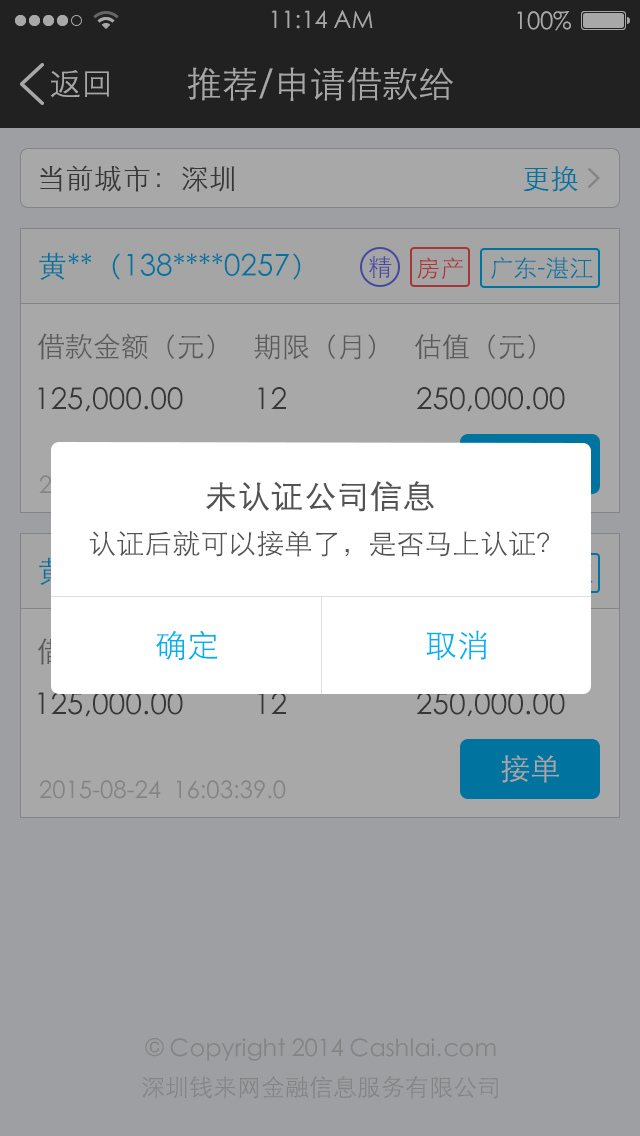 11:14 AM 100%
返回 推荐/申请借款给
当前城市：深圳 更换
黄**（138****0257） 精 房产 广东-湛江
借款金额（元） 期限（月） 估值（元）
125,000.00 12 250,000.00
2
未认证公司信息
认证后就可以接单了，是否马上认证？
黄
借
确定 取消
125,000.00 12 250,000.00
接单
2015-08-24 16:03:39.0
© Copyright 2014 Cashlai.com
深圳钱来网金融信息服务有限公司